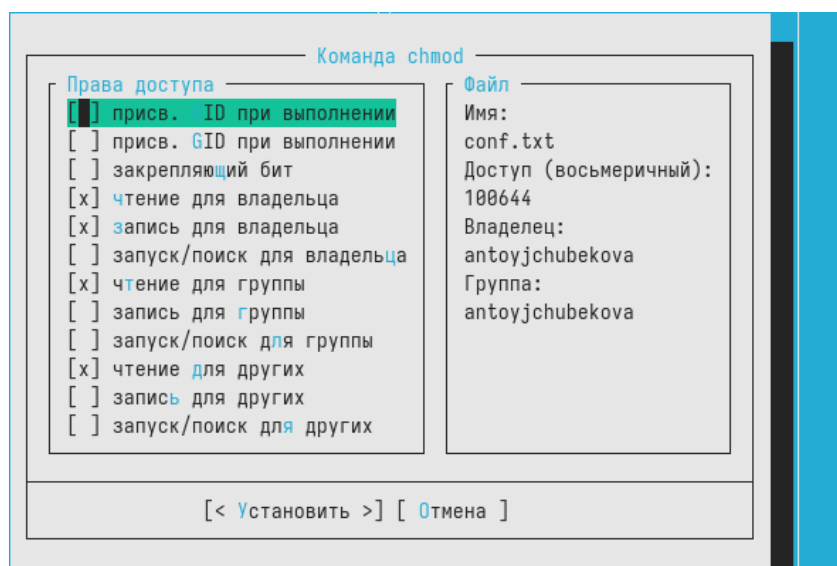 Команда chmod
Права доступа
[ ] присв. UID при выполнении
[ ] присв. GID при выполнении
[ ] закрепляющий бит
[x] чтение для владельца
[x] запись для владельца
[ ] запуск/поиск для владельца
[x] чтение для группы
[ ] запись для группы
[ ] запуск/поиск для группы
[x] чтение для других
[ ] запись для других
[ ] запуск/поиск для других
Файл
Имя:
conf.txt
Доступ (восьмеричный):
100644
Владелец:
antoyjchubekova
Группа:
antoyjchubekova
[< Установить >] [ Отмена ]